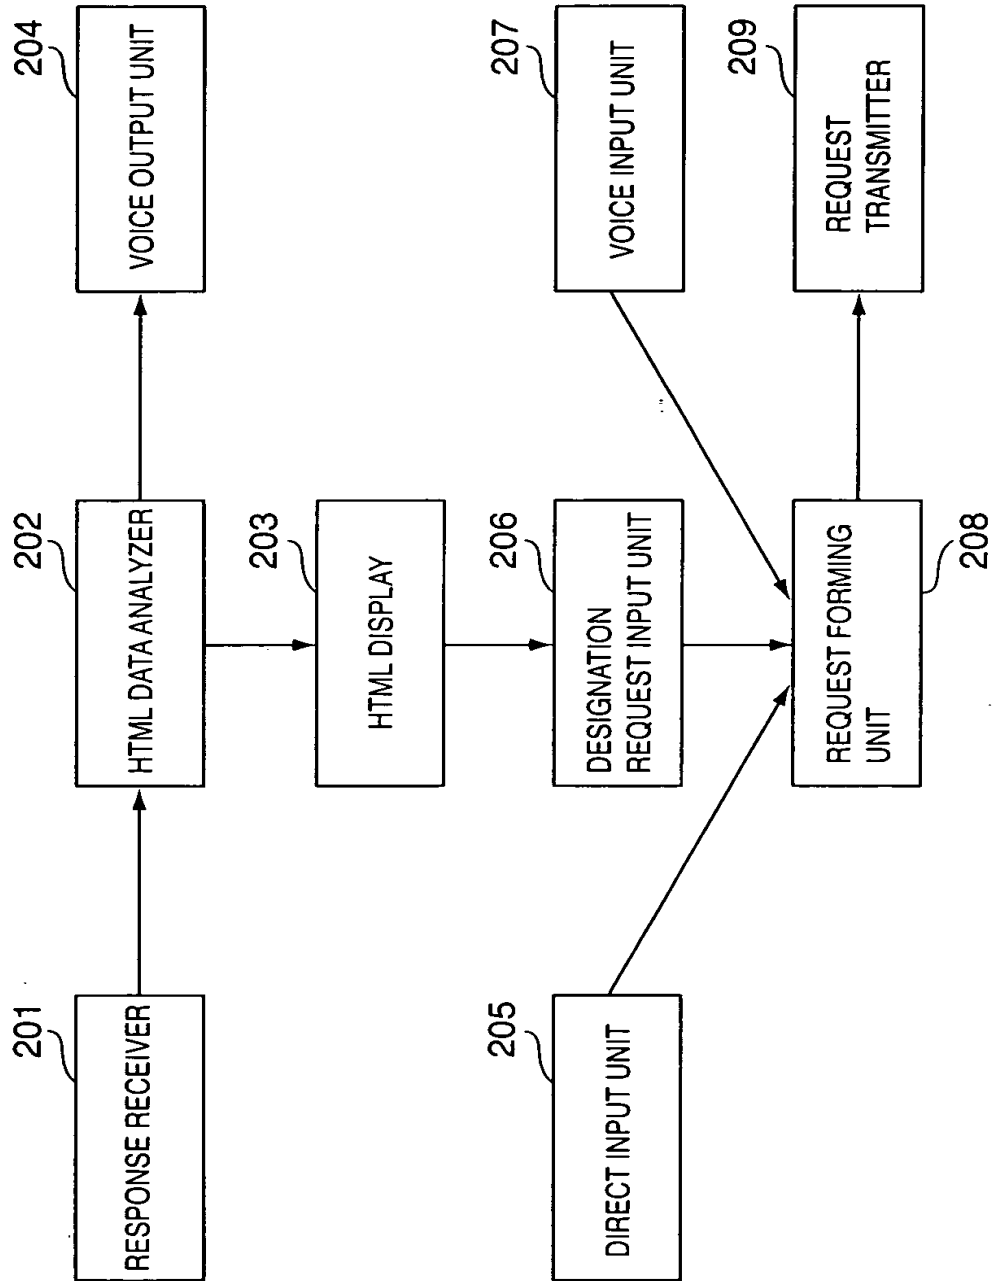 201
RESPONSE RECEIVER
202
HTML DATA ANALYZER
204
VOICE OUTPUT UNIT
203
HTML DISPLAY
205
DIRECT INPUT UNIT
206
DESIGNATION
REQUEST INPUT UNIT
207
VOICE INPUT UNIT
REQUEST FORMING
UNIT
208
209
REQUEST
TRANSMITTER